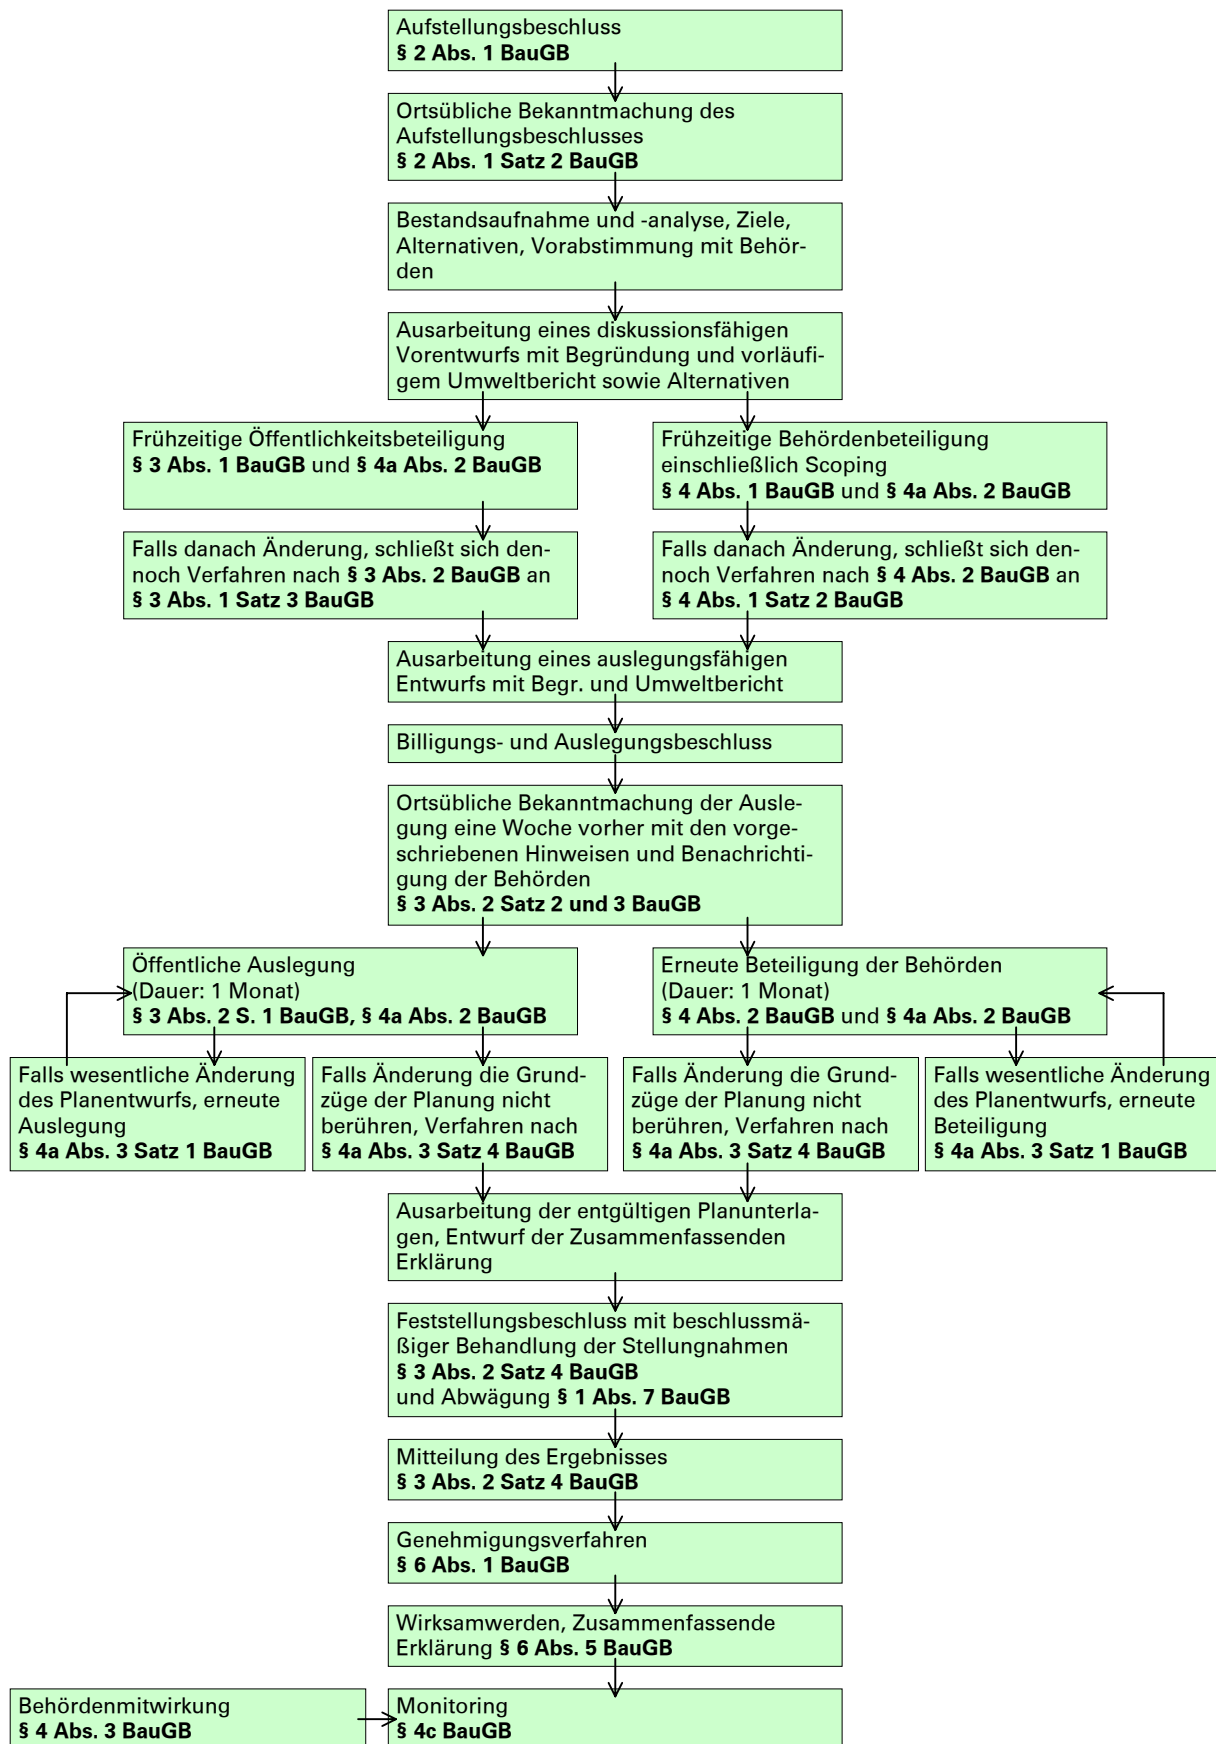 Aufstellungsbeschluss
§ 2 Abs. 1 BauGB
Ortsübliche Bekanntmachung des
Aufstellungsbeschlusses
§ 2 Abs. 1 Satz 2 BauGB
Bestandsaufnahme und -analyse, Ziele,
Alternativen, Vorabstimmung mit Behör-
den
Ausarbeitung eines diskussionsfähigen
Vorentwurfs mit Begründung und vorläufi-
gem Umweltbericht sowie Alternativen
Frühzeitige Öffentlichkeitsbeteiligung
§ 3 Abs. 1 BauGB und § 4a Abs. 2 BauGB
Frühzeitige Behördenbeteiligung
einschließlich Scoping
§ 4 Abs. 1 BauGB und § 4a Abs. 2 BauGB
Falls danach Änderung, schließt sich den-
noch Verfahren nach § 3 Abs. 2 BauGB an
§ 3 Abs. 1 Satz 3 BauGB
Falls danach Änderung, schließt sich den-
noch Verfahren nach § 4 Abs. 2 BauGB an
§ 4 Abs. 1 Satz 2 BauGB
Ausarbeitung eines auslegungsfähigen
Entwurfs mit Begr. und Umweltbericht
Billigungs- und Auslegungsbeschluss
Ortsübliche Bekanntmachung der Ausle-
gung eine Woche vorher mit den vorge-
schriebenen Hinweisen und Benachrichti-
gung der Behörden
§ 3 Abs. 2 Satz 2 und 3 BauGB
Öffentliche Auslegung
(Dauer: 1 Monat)
§ 3 Abs. 2 S. 1 BauGB, § 4a Abs. 2 BauGB
Erneute Beteiligung der Behörden
(Dauer: 1 Monat)
§ 4 Abs. 2 BauGB und § 4a Abs. 2 BauGB
Falls wesentliche Änderung
des Planentwurfs, erneute
Auslegung
§ 4a Abs. 3 Satz 1 BauGB
Falls Änderung die Grund-
züge der Planung nicht
berühren, Verfahren nach
§ 4a Abs. 3 Satz 4 BauGB
Falls Änderung die Grund-
züge der Planung nicht
berühren, Verfahren nach
§ 4a Abs. 3 Satz 4 BauGB
Falls wesentliche Änderung
des Planentwurfs, erneute
Beteiligung
§ 4a Abs. 3 Satz 1 BauGB
Ausarbeitung der entgültigen Planunterla-
gen, Entwurf der Zusammenfassenden
Erklärung
Feststellungsbeschluss mit beschlussmä-
ßiger Behandlung der Stellungnahmen
§ 3 Abs. 2 Satz 4 BauGB
und Abwägung § 1 Abs. 7 BauGB
Mitteilung des Ergebnisses
§ 3 Abs. 2 Satz 4 BauGB
Genehmigungsverfahren
§ 6 Abs. 1 BauGB
Wirksamwerden, Zusammenfassende
Erklärung § 6 Abs. 5 BauGB
Behördenmitwirkung
§ 4 Abs. 3 BauGB
Monitoring
§ 4c BauGB